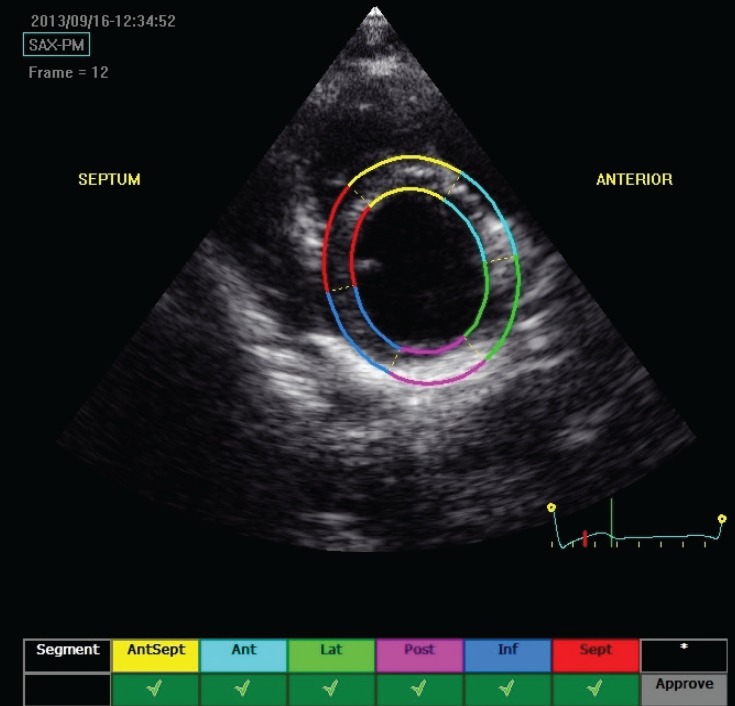 2013/09/16-12:34:52
SAX-PM
Frame = 12
SEPTUM
ANTERIOR
Segment AntSept Ant Lat Post Inf Sept *
Approve